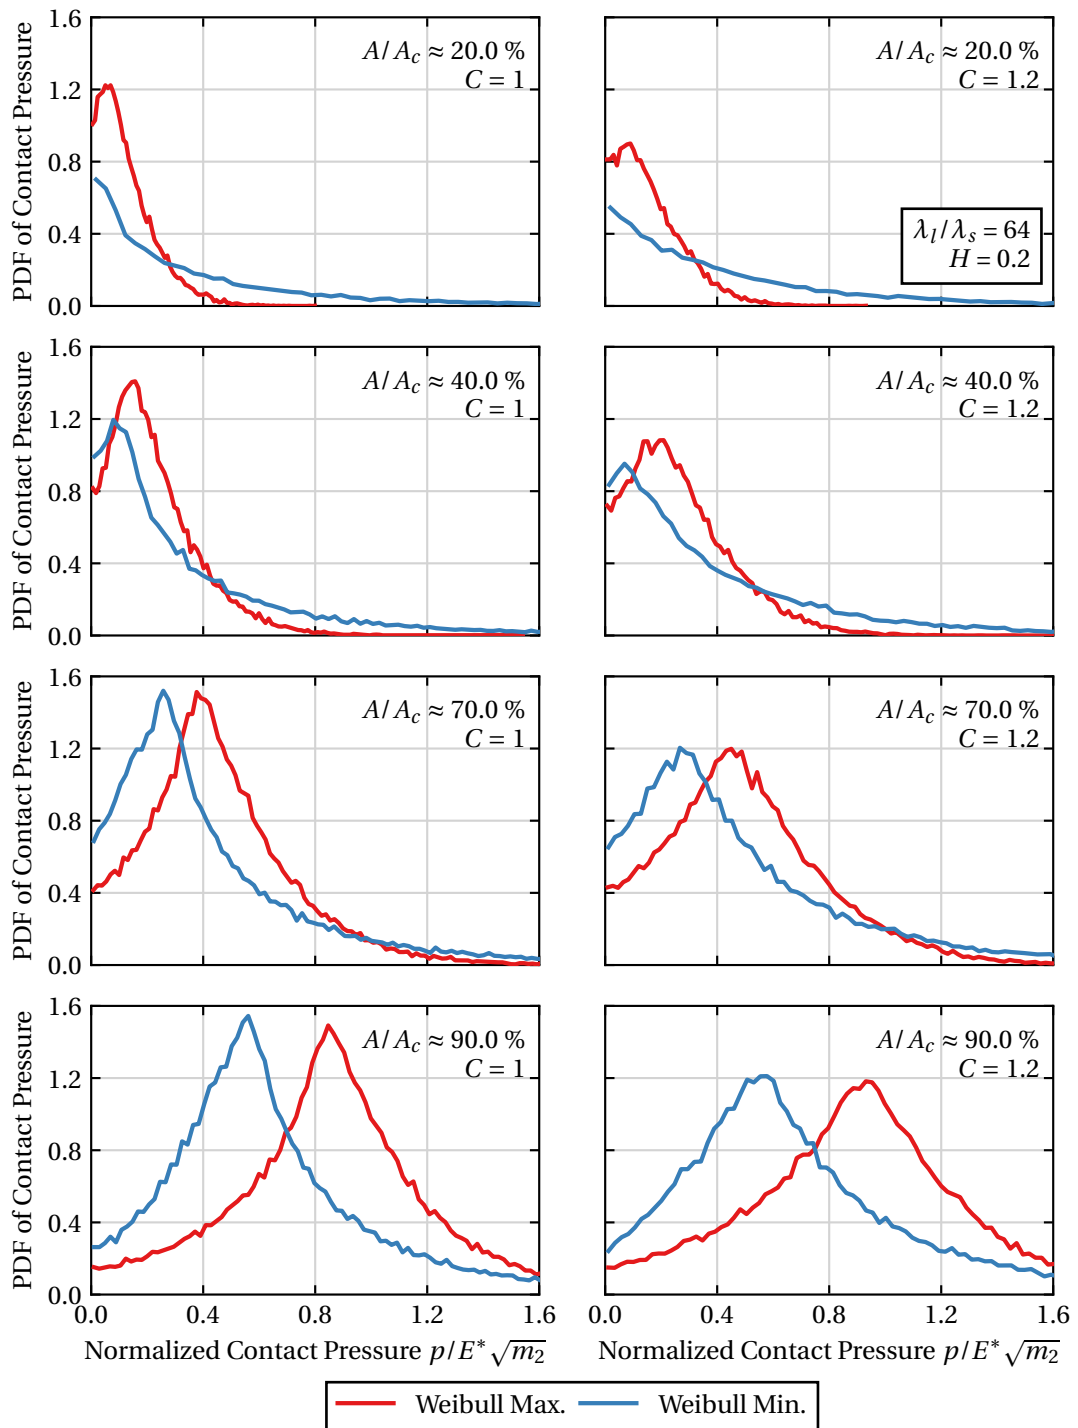 PDF of Contact Pressure
1.6
1.2
0.8
0.4
0.0
A/A_c ≈ 20.0 %
C = 1
A/A_c ≈ 20.0 %
C = 1.2
λ_l/λ_s = 64
H = 0.2
PDF of Contact Pressure
1.6
1.2
0.8
0.4
0.0
A/A_c ≈ 40.0 %
C = 1
A/A_c ≈ 40.0 %
C = 1.2
PDF of Contact Pressure
1.6
1.2
0.8
0.4
0.0
A/A_c ≈ 70.0 %
C = 1
A/A_c ≈ 70.0 %
C = 1.2
PDF of Contact Pressure
1.6
1.2
0.8
0.4
0.0
A/A_c ≈ 90.0 %
C = 1
A/A_c ≈ 90.0 %
C = 1.2
0.0 0.4 0.8 1.2 1.6
0.0 0.4 0.8 1.2 1.6
Normalized Contact Pressure p/E* √m₂
Normalized Contact Pressure p/E* √m₂
Weibull Max. Weibull Min.